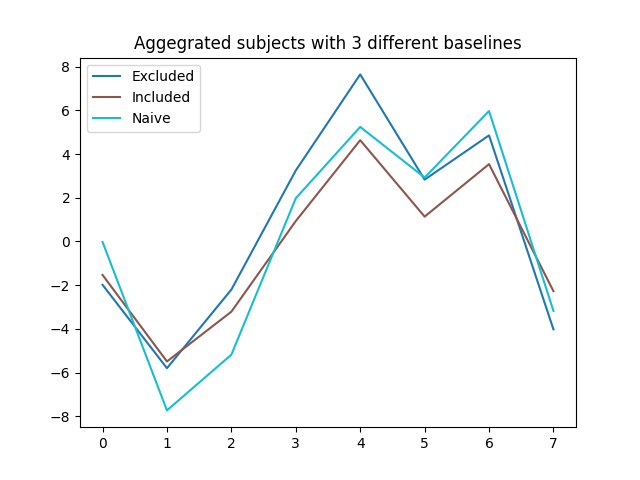 Aggegrated subjects with 3 different baselines
Excluded
Included
Naive
8
6
4
2
0
−2
−4
−6
−8
0 1 2 3 4 5 6 7